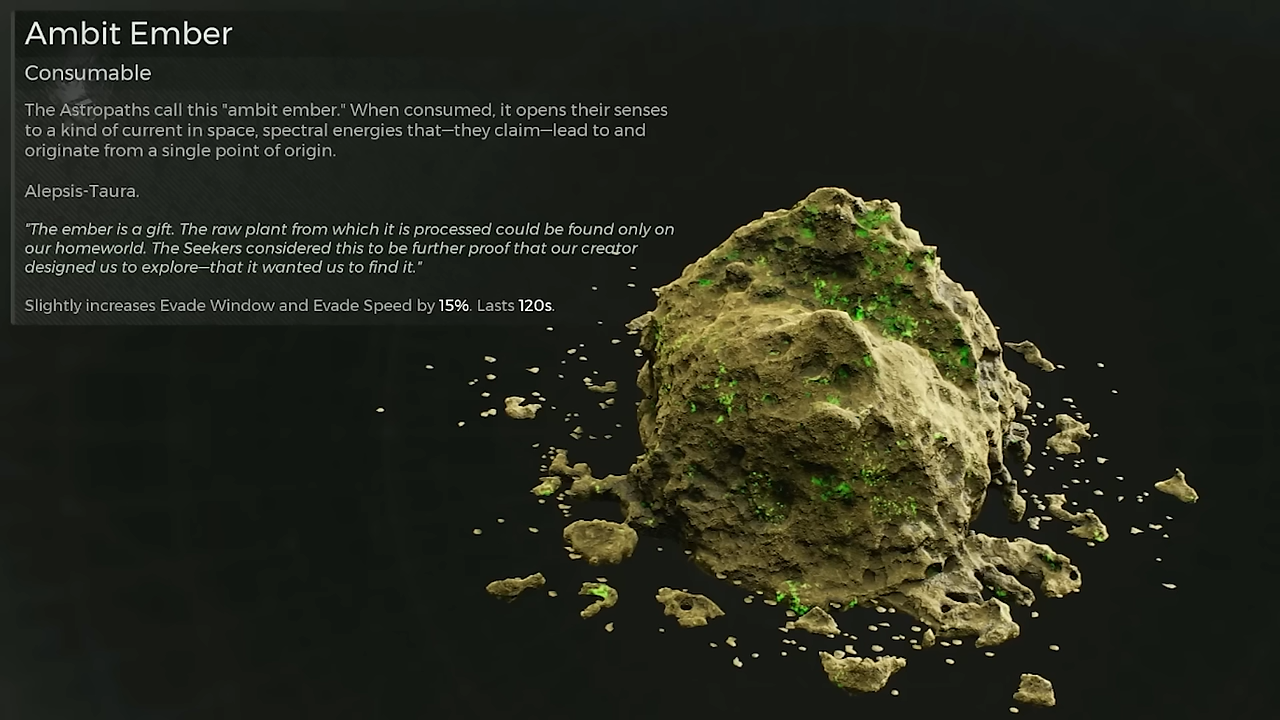 Ambit Ember
Consumable
The Astropaths call this "ambit ember." When consumed, it opens their senses
to a kind of current in space, spectral energies that—they claim—lead to and
originate from a single point of origin.
Alepsis-Taura.
"The ember is a gift. The raw plant from which it is processed could be found only on
our homeworld. The Seekers considered this to be further proof that our creator
designed us to explore—that it wanted us to find it."
Slightly increases Evade Window and Evade Speed by 15%. Lasts 120s.